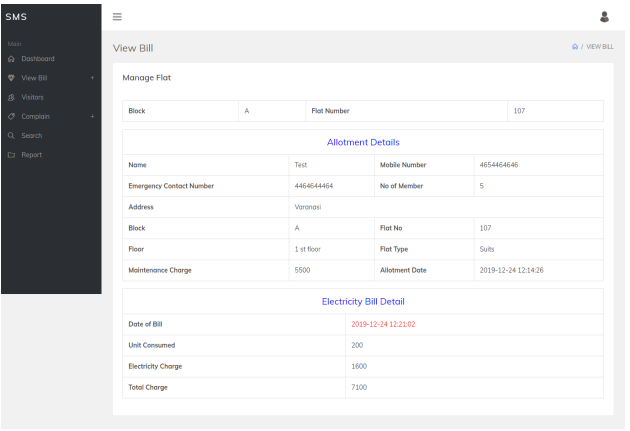 SMS
Main
Dashboard
View Bill +
Visitors
Complain +
Search
Report
View Bill
/ VIEW BILL
Manage Flat
Block A Flat Number 107
Allotment Details
Name Test Mobile Number 4654464646
Emergency Contact Number 4464644464 No of Member 5
Address Varanasi
Block A Flat No 107
Floor 1 st floor Flat Type Suits
Maintenance Charge 5500 Allotment Date 2019-12-24 12:14:26
Electricity Bill Detail
Date of Bill 2019-12-24 12:21:02
Unit Consumed 200
Electricity Charge 1600
Total Charge 7100